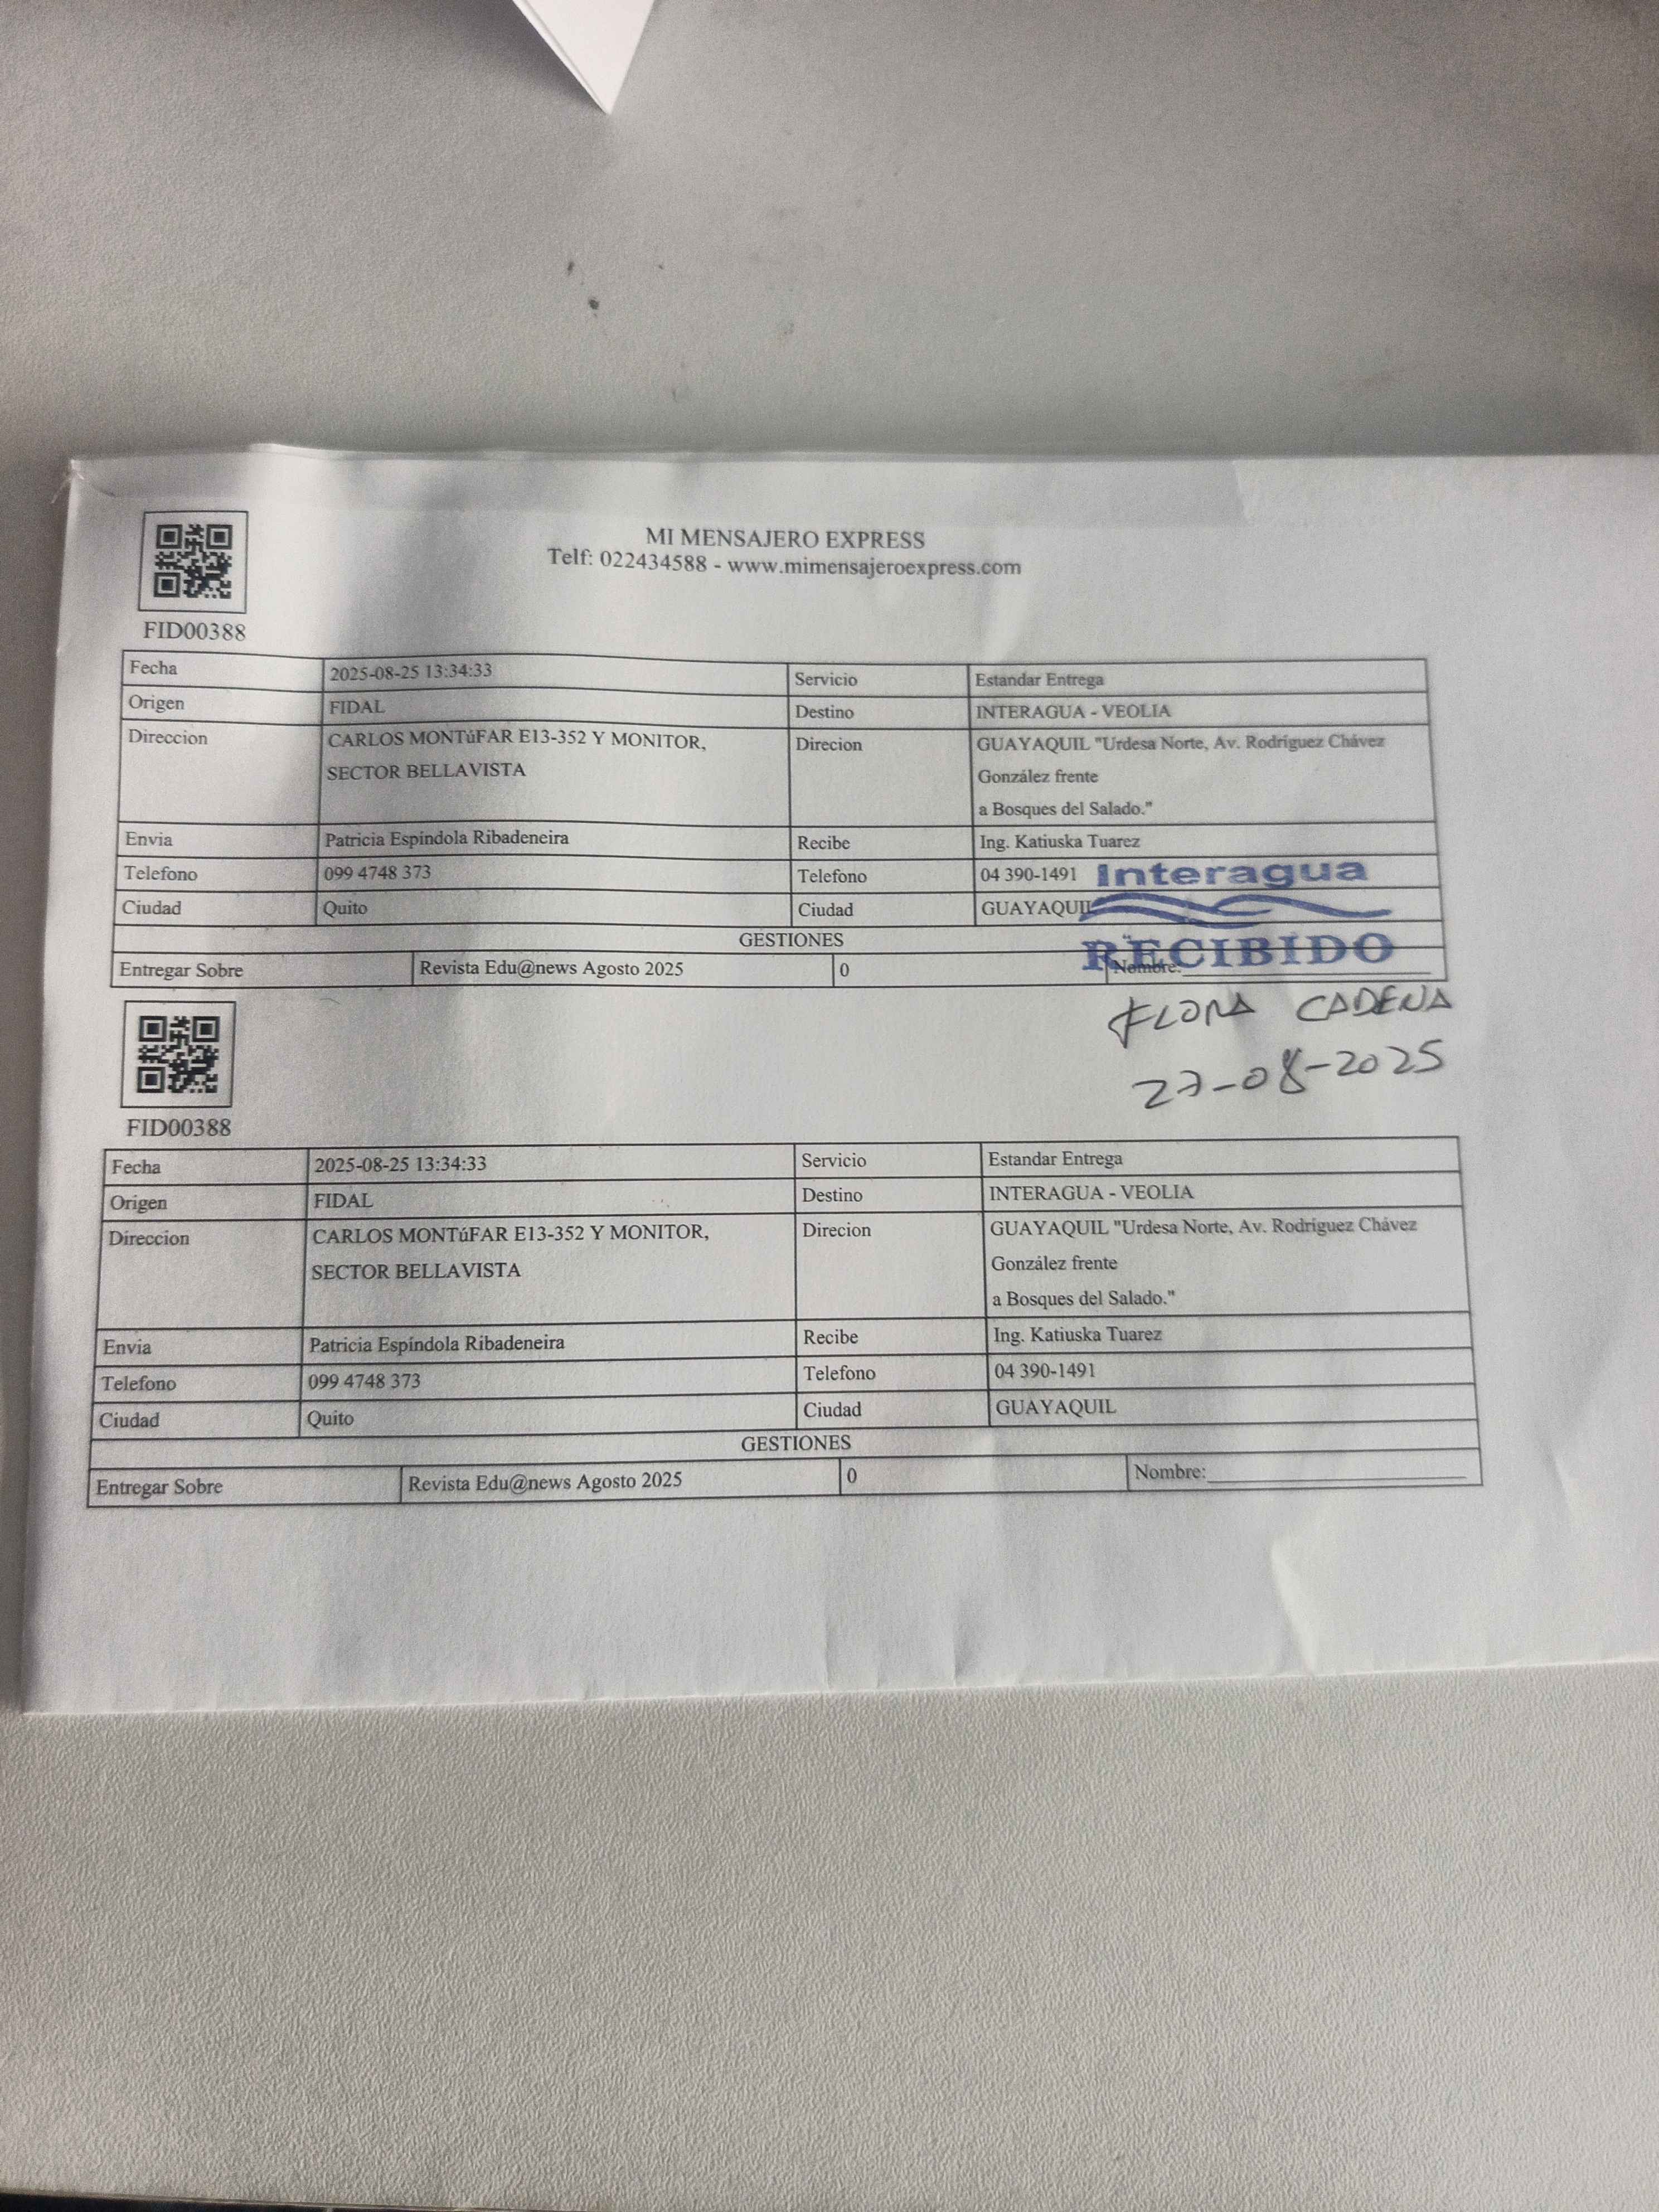 MI MENSAJERO EXPRESS
Telf: 022434588 - www.mimensajeroexpress.com
FID00388
Fecha 2025-08-25 13:34:33 Servicio Estandar Entrega
Origen FIDAL Destino INTERAGUA - VEOLIA
Direccion CARLOS MONTúFAR E13-352 Y MONITOR, Direcion GUAYAQUIL "Urdesa Norte, Av. Rodríguez Chávez
SECTOR BELLAVISTA González frente
a Bosques del Salado."
Envia Patricia Espíndola Ribadeneira Recibe Ing. Katiuska Tuarez
Telefono 099 4748 373 Telefono 04 390-1491
Interagua
Ciudad Quito Ciudad GUAYAQUIL
GESTIONES
RECIBIDO
Entregar Sobre Revista Edu@news Agosto 2025 0 Nombre:
FLORA CADENA
27-08-2025
FID00388
Fecha 2025-08-25 13:34:33 Servicio Estandar Entrega
Origen FIDAL Destino INTERAGUA - VEOLIA
Direccion CARLOS MONTúFAR E13-352 Y MONITOR, Direcion GUAYAQUIL "Urdesa Norte, Av. Rodríguez Chávez
SECTOR BELLAVISTA González frente
a Bosques del Salado."
Envia Patricia Espíndola Ribadeneira Recibe Ing. Katiuska Tuarez
Telefono 099 4748 373 Telefono 04 390-1491
Ciudad Quito Ciudad GUAYAQUIL
GESTIONES
Entregar Sobre Revista Edu@news Agosto 2025 0 Nombre: